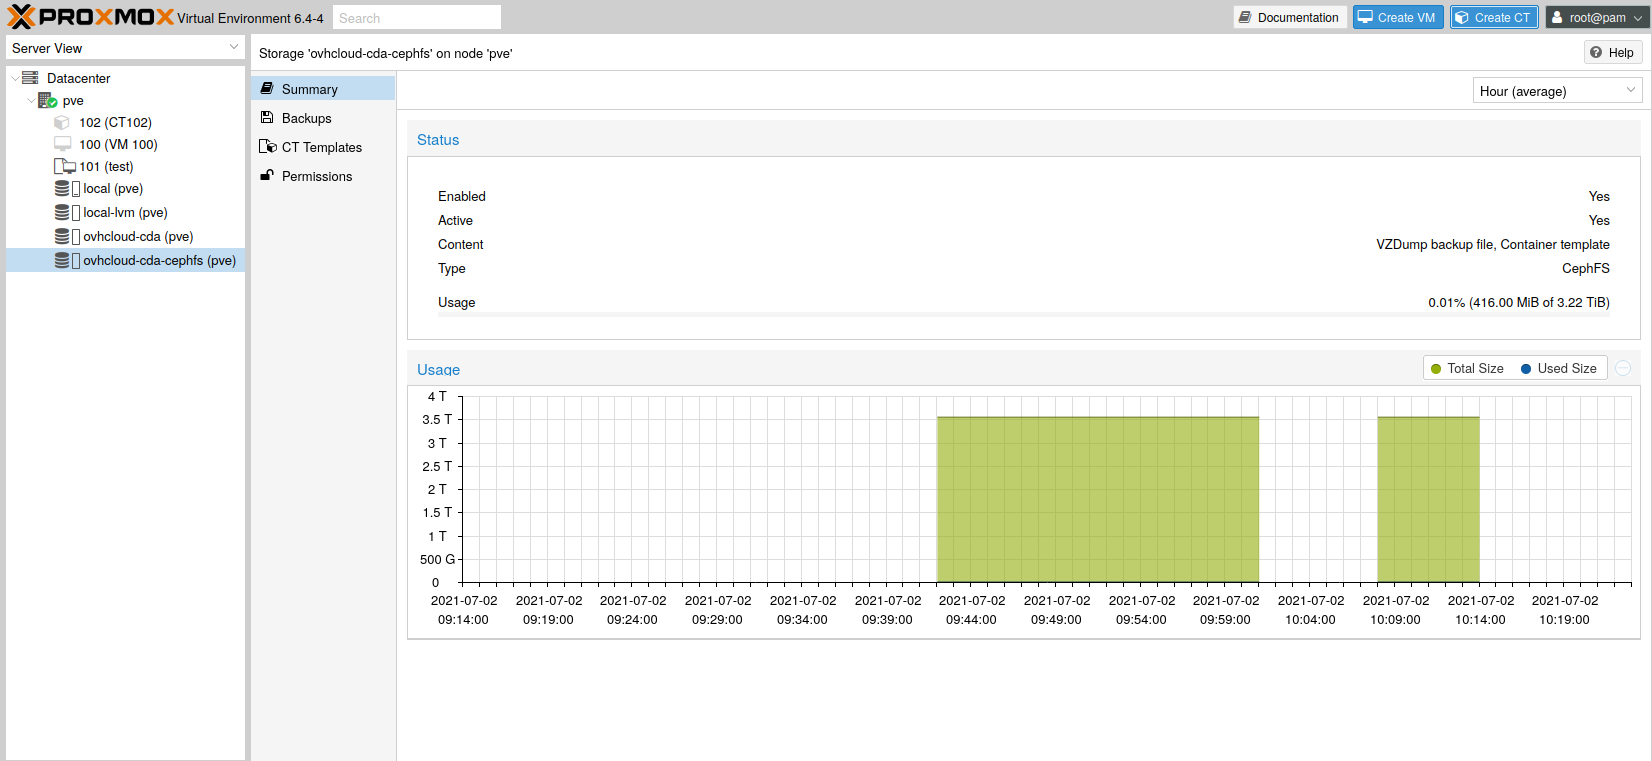 PROXMOX Virtual Environment 6.4-4 Search Documentation Create VM Create CT root@pam
Server View
Datacenter
pve
102 (CT102)
100 (VM 100)
101 (test)
local (pve)
local-lvm (pve)
ovhcloud-cda (pve)
ovhcloud-cda-cephfs (pve)
Storage 'ovhcloud-cda-cephfs' on node 'pve' Help
Summary
Backups
CT Templates
Permissions
Hour (average)
Status
Enabled Yes
Active Yes
Content VZDump backup file, Container template
Type CephFS
Usage 0.01% (416.00 MiB of 3.22 TiB)
Usage Total Size Used Size
4 T
3.5 T
3 T
2.5 T
2 T
1.5 T
1 T
500 G
0
2021-07-02 2021-07-02 2021-07-02 2021-07-02 2021-07-02 2021-07-02 2021-07-02 2021-07-02 2021-07-02 2021-07-02 2021-07-02 2021-07-02 2021-07-02 2021-07-02
09:14:00 09:19:00 09:24:00 09:29:00 09:34:00 09:39:00 09:44:00 09:49:00 09:54:00 09:59:00 10:04:00 10:09:00 10:14:00 10:19:00